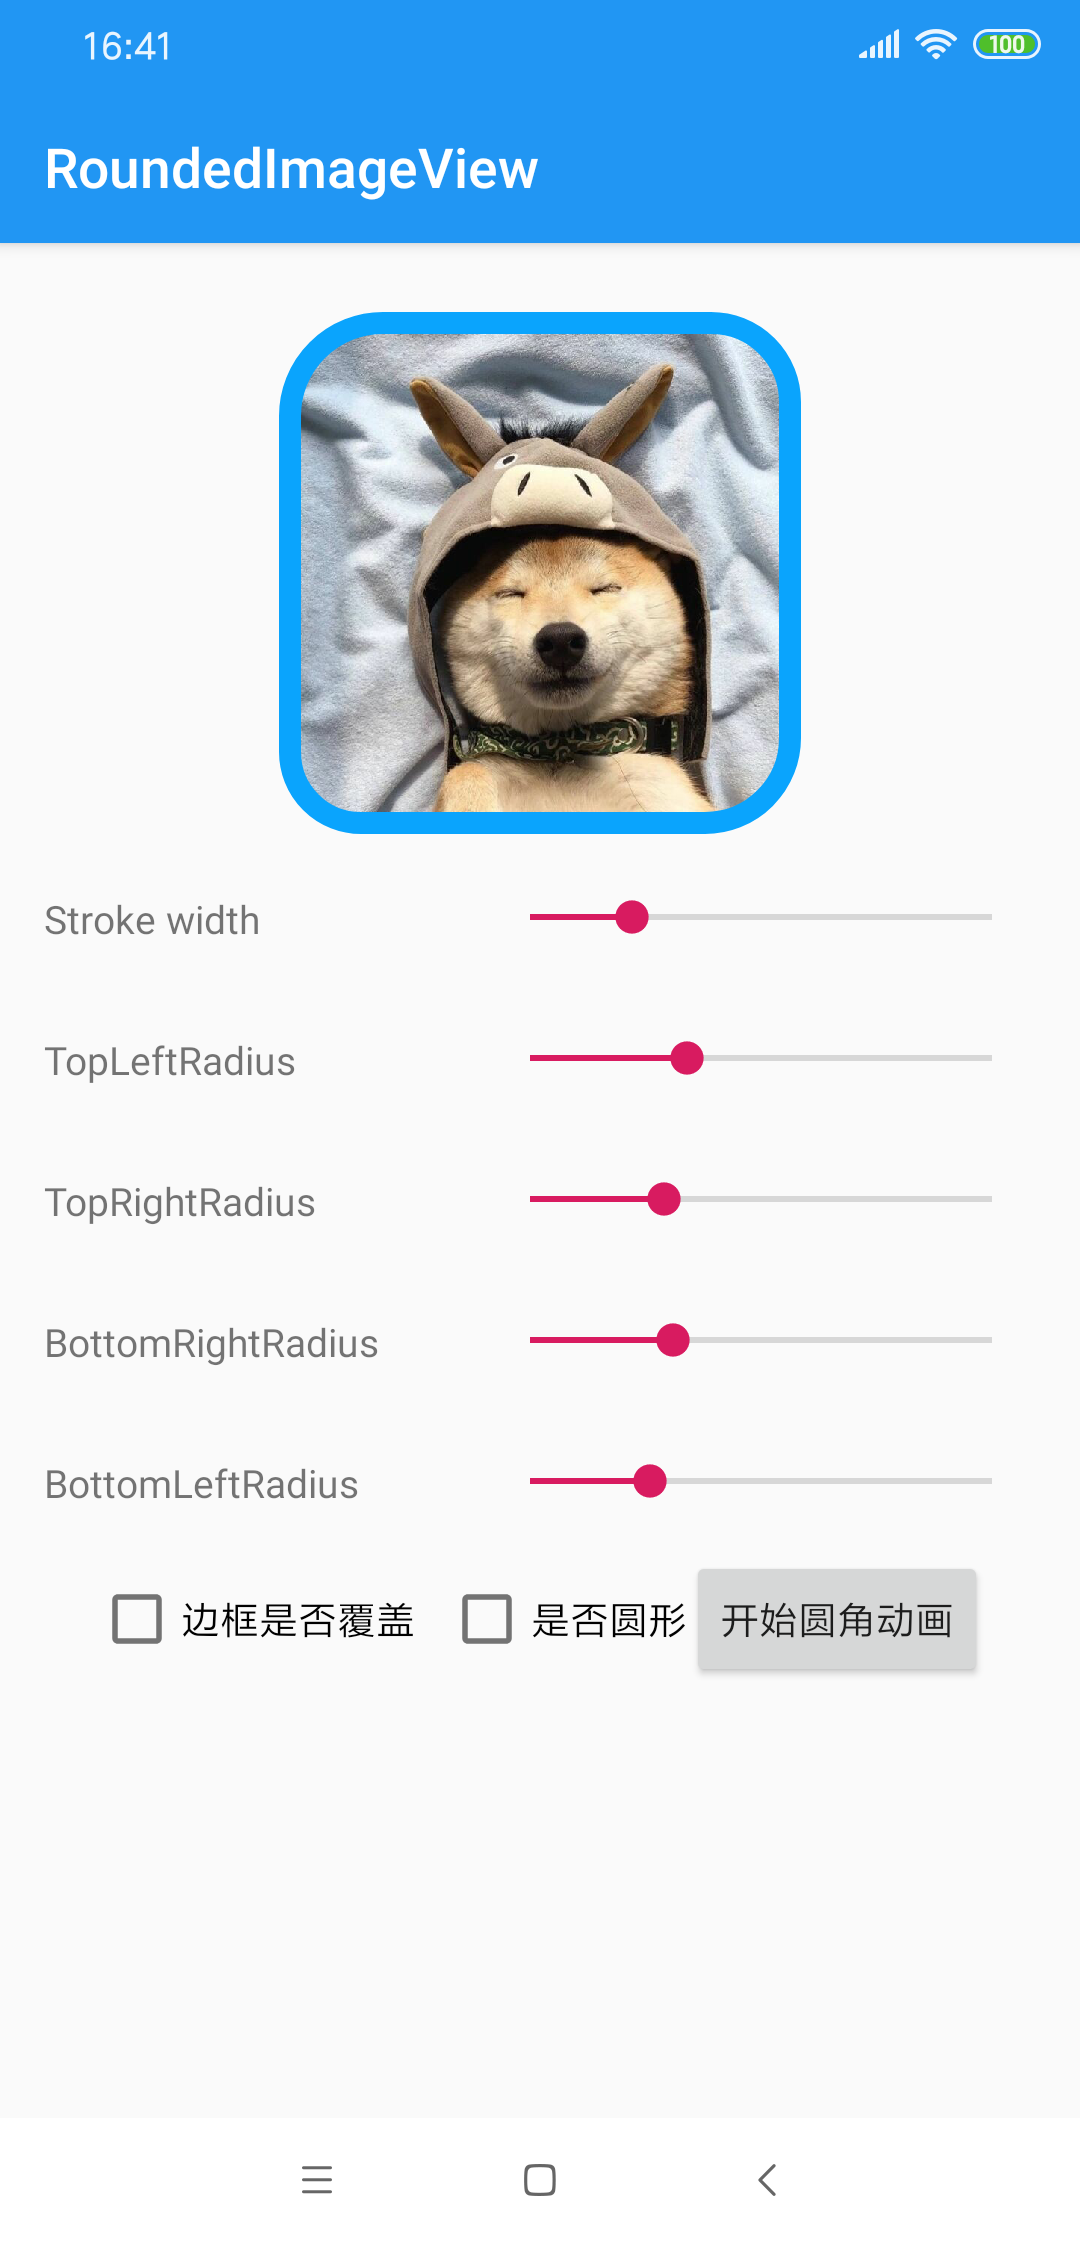 16:41
100
RoundedImageView
Stroke width
TopLeftRadius
TopRightRadius
BottomRightRadius
BottomLeftRadius
边框是否覆盖 是否圆形 开始圆角动画